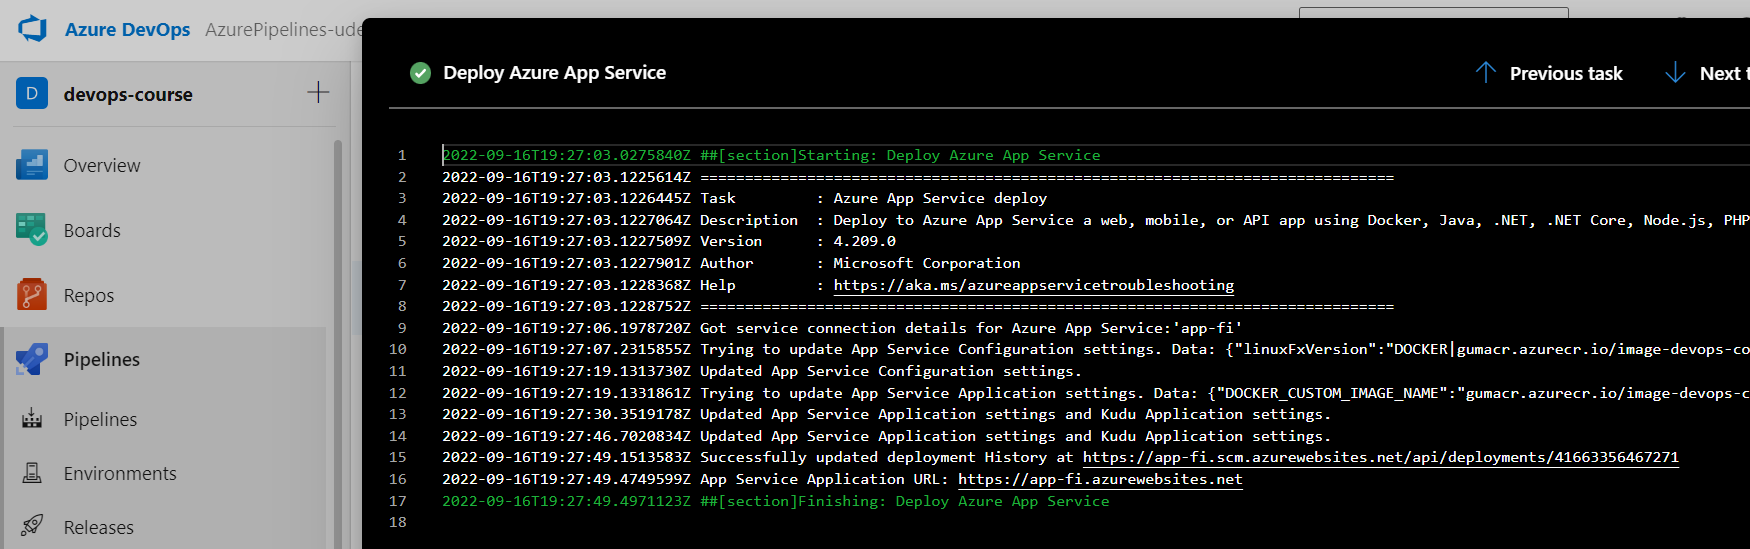 Azure DevOps AzurePipelines-ude
D devops-course
Overview
Boards
Repos
Pipelines
Pipelines
Environments
Releases
Deploy Azure App Service
Previous task
Next t
1 2022-09-16T19:27:03.0275840Z ##[section]Starting: Deploy Azure App Service
2 2022-09-16T19:27:03.1225614Z ==============================================================================
3 2022-09-16T19:27:03.1226445Z Task         : Azure App Service deploy
4 2022-09-16T19:27:03.1227064Z Description  : Deploy to Azure App Service a web, mobile, or API app using Docker, Java, .NET, .NET Core, Node.js, PHP
5 2022-09-16T19:27:03.1227509Z Version      : 4.209.0
6 2022-09-16T19:27:03.1227901Z Author       : Microsoft Corporation
7 2022-09-16T19:27:03.1228368Z Help         : https://aka.ms/azureappservicetroubleshooting
8 2022-09-16T19:27:03.1228752Z ==============================================================================
9 2022-09-16T19:27:06.1978720Z Got service connection details for Azure App Service:'app-fi'
10 2022-09-16T19:27:07.2315855Z Trying to update App Service Configuration settings. Data: {"linuxFxVersion":"DOCKER|gumacr.azurecr.io/image-devops-co
11 2022-09-16T19:27:19.1313730Z Updated App Service Configuration settings.
12 2022-09-16T19:27:19.1331861Z Trying to update App Service Application settings. Data: {"DOCKER_CUSTOM_IMAGE_NAME":"gumacr.azurecr.io/image-devops-c
13 2022-09-16T19:27:30.3519178Z Updated App Service Application settings and Kudu Application settings.
14 2022-09-16T19:27:46.7020834Z Updated App Service Application settings and Kudu Application settings.
15 2022-09-16T19:27:49.1513583Z Successfully updated deployment History at https://app-fi.scm.azurewebsites.net/api/deployments/41663356467271
16 2022-09-16T19:27:49.4749599Z App Service Application URL: https://app-fi.azurewebsites.net
17 2022-09-16T19:27:49.4971123Z ##[section]Finishing: Deploy Azure App Service
18